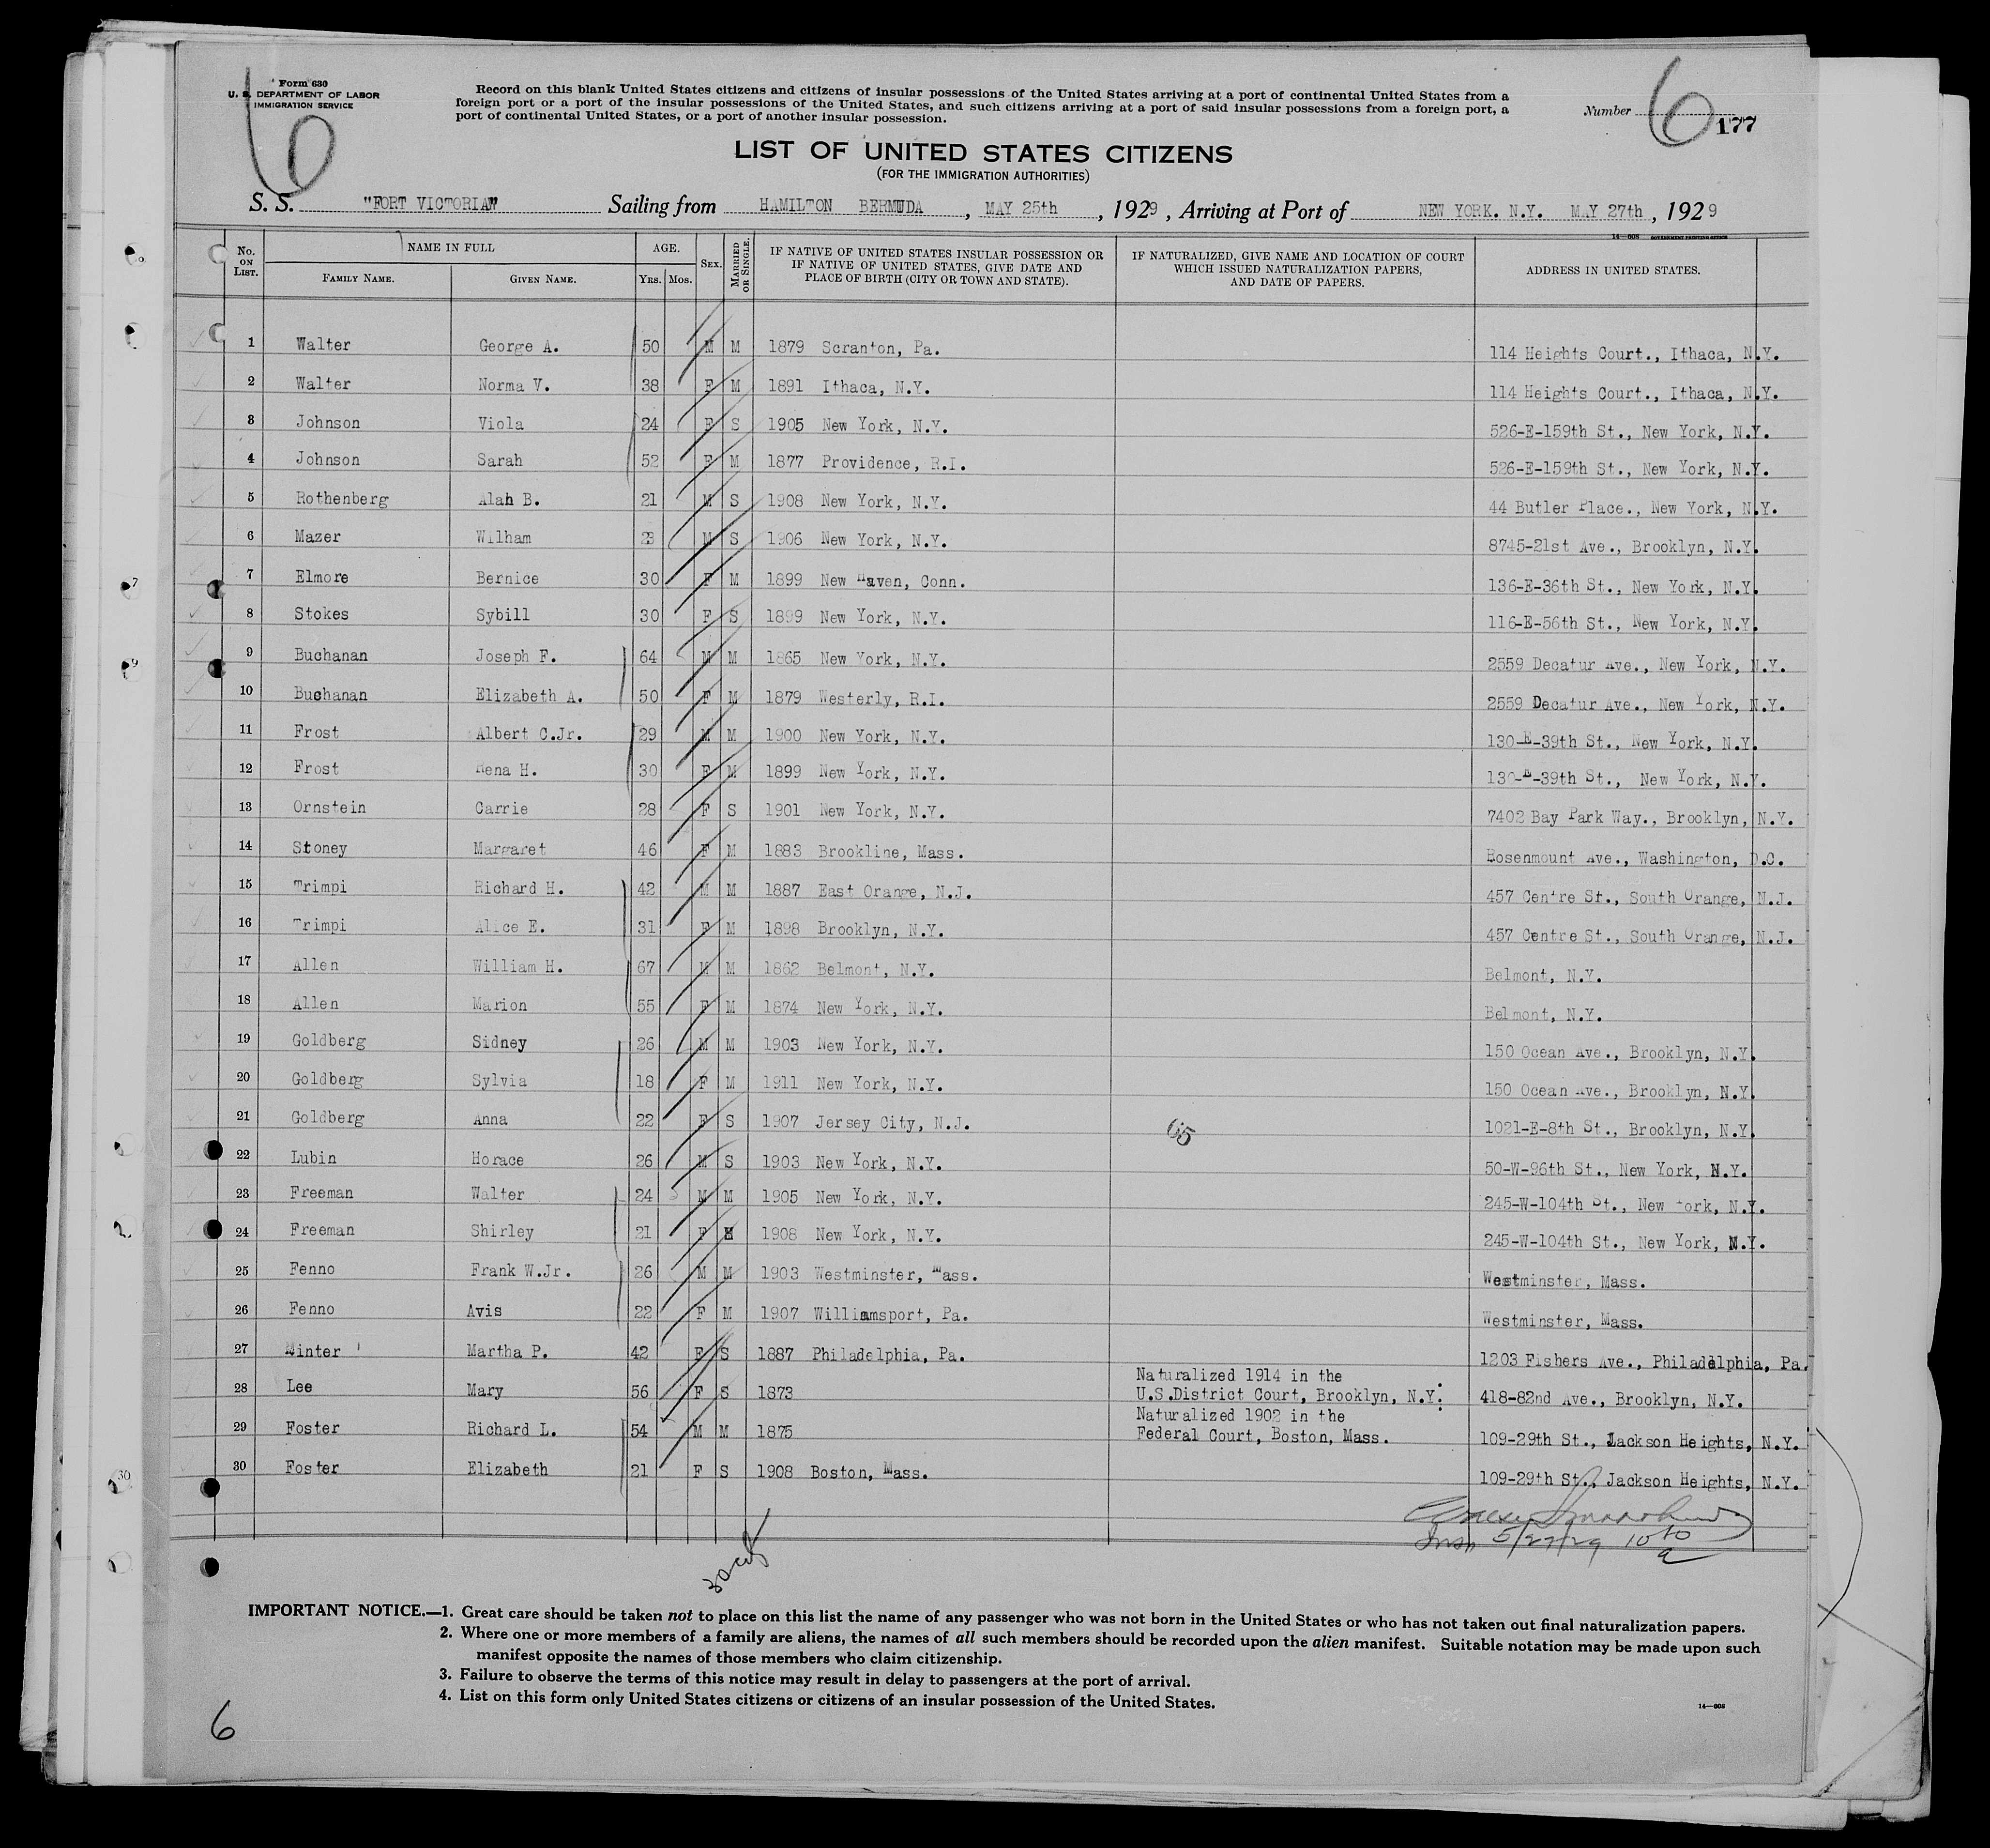 Form 630
U. S. DEPARTMENT OF LABOR
IMMIGRATION SERVICE
6
Record on this blank United States citizens and citizens of insular possessions of the United States arriving at a port of continental United States from a
foreign port or a port of the insular possessions of the United States, and such citizens arriving at a port of said insular possessions from a foreign port, a
port of continental United States, or a port of another insular possession.
Number 6
177
LIST OF UNITED STATES CITIZENS
(FOR THE IMMIGRATION AUTHORITIES)
S. S. "FORT VICTORIA" Sailing from HAMILTON BERMUDA, MAY 25th, 1929, Arriving at Port of NEW YORK. N.Y. MAY 27th, 1929
14—608 GOVERNMENT PRINTING OFFICE
No. ON LIST. NAME IN FULL FAMILY NAME. GIVEN NAME. AGE. YRS. MOS. SEX. MARRIED OR SINGLE. IF NATIVE OF UNITED STATES INSULAR POSSESSION OR IF NATIVE OF UNITED STATES, GIVE DATE AND PLACE OF BIRTH (CITY OR TOWN AND STATE). IF NATURALIZED, GIVE NAME AND LOCATION OF COURT WHICH ISSUED NATURALIZATION PAPERS, AND DATE OF PAPERS. ADDRESS IN UNITED STATES.
1 Walter George A. 50 M M 1879 Scranton, Pa. 114 Heights Court., Ithaca, N.Y.
2 Walter Norma V. 38 F M 1891 Ithaca, N.Y. 114 Heights Court., Ithaca, N.Y.
3 Johnson Viola 24 F S 1905 New York, N.Y. 526-E-159th St., New York, N.Y.
4 Johnson Sarah 52 F M 1877 Providence, R.I. 526-E-159th St., New York, N.Y.
5 Rothenberg Alah B. 21 M S 1908 New York, N.Y. 44 Butler Place., New York, N.Y.
6 Mazer Wilham 23 M S 1906 New York, N.Y. 8745-21st Ave., Brooklyn, N.Y.
7 Elmore Bernice 30 F M 1899 New Haven, Conn. 136-E-36th St., New York, N.Y.
8 Stokes Sybill 30 F S 1899 New York, N.Y. 116-E-56th St., New York, N.Y.
9 Buchanan Joseph F. 64 M M 1865 New York, N.Y. 2559 Decatur Ave., New York, N.Y.
10 Buchanan Elizabeth A. 50 F M 1879 Westerly, R.I. 2559 Decatur Ave., New York, N.Y.
11 Frost Albert C.Jr. 29 M M 1900 New York, N.Y. 130-E-39th St., New York, N.Y.
12 Frost Rena H. 30 F M 1899 New York, N.Y. 130-E-39th St., New York, N.Y.
13 Ornstein Carrie 28 F S 1901 New York, N.Y. 7402 Bay Park Way., Brooklyn, N.Y.
14 Stoney Margaret 46 F M 1883 Brookline, Mass. Rosenmount Ave., Washington, D.C.
15 Trimpi Richard H. 42 M M 1887 East Orange, N.J. 457 Centre St., South Orange, N.J.
16 Trimpi Alice E. 31 F M 1898 Brooklyn, N.Y. 457 Centre St., South Orange, N.J.
17 Allen William H. 67 M M 1862 Belmont, N.Y. Belmont, N.Y.
18 Allen Marion 55 F M 1874 New York, N.Y. Belmont, N.Y.
19 Goldberg Sidney 26 M M 1903 New York, N.Y. 150 Ocean Ave., Brooklyn, N.Y.
20 Goldberg Sylvia 18 F M 1911 New York, N.Y. 150 Ocean Ave., Brooklyn, N.Y.
21 Goldberg Anna 22 F S 1907 Jersey City, N.J. 65 1021-E-8th St., Brooklyn, N.Y.
22 Lubin Horace 26 M S 1903 New York, N.Y. 50-W-96th St., New York, N.Y.
23 Freeman Walter 24 M M 1905 New York, N.Y. 245-W-104th St., New York, N.Y.
24 Freeman Shirley 21 F M 1908 New York, N.Y. 245-W-104th St., New York, N.Y.
25 Fenno Frank W.Jr. 26 M M 1903 Westminster, Mass. Westminster, Mass.
26 Fenno Avis 22 F M 1907 Williamsport, Pa. Westminster, Mass.
27 Minter Martha P. 42 F S 1887 Philadelphia, Pa. 1203 Fishers Ave., Philadelphia, Pa.
28 Lee Mary 56 F S 1873 Naturalized 1914 in the U.S.District Court, Brooklyn, N.Y. 418-82nd Ave., Brooklyn, N.Y.
29 Foster Richard L. 54 M M 1875 Naturalized 1902 in the Federal Court, Boston, Mass. 109-29th St., Jackson Heights, N.Y.
30 Foster Elizabeth 21 F S 1908 Boston, Mass. 109-29th St., Jackson Heights, N.Y.
5/27/29 10
IMPORTANT NOTICE.—1. Great care should be taken not to place on this list the name of any passenger who was not born in the United States or who has not taken out final naturalization papers.
2. Where one or more members of a family are aliens, the names of all such members should be recorded upon the alien manifest. Suitable notation may be made upon such
manifest opposite the names of those members who claim citizenship.
3. Failure to observe the terms of this notice may result in delay to passengers at the port of arrival.
4. List on this form only United States citizens or citizens of an insular possession of the United States.
14—608
6